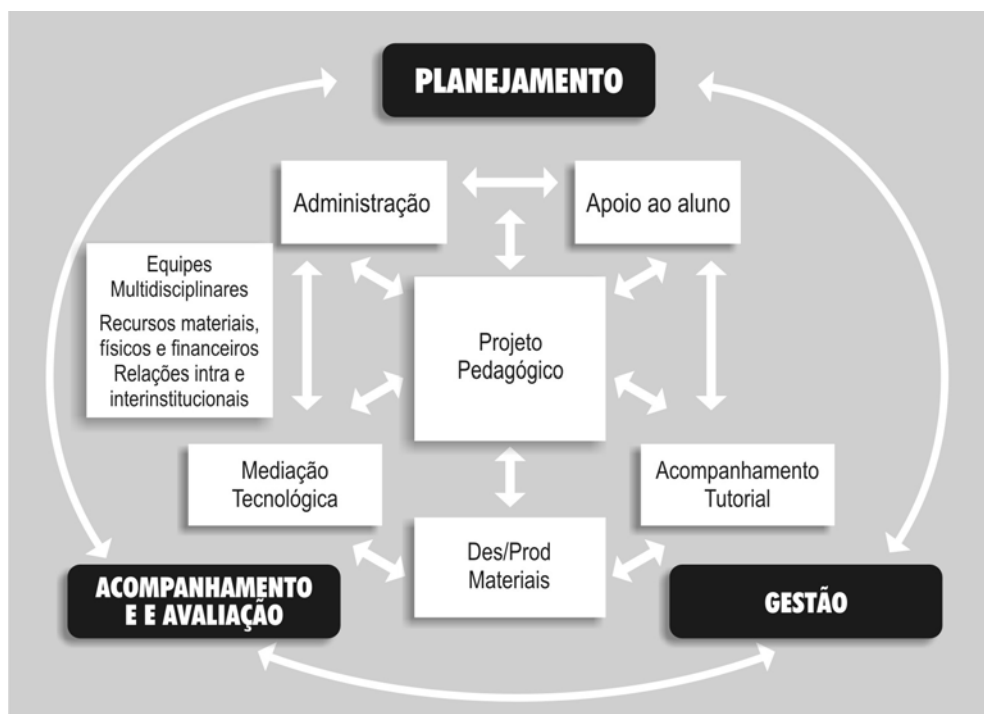 PLANEJAMENTO
Administração
Apoio ao aluno
Equipes
Multidisciplinares
Recursos materiais,
físicos e financeiros
Relações intra e
interinstitucionais
Projeto
Pedagógico
Mediação
Tecnológica
Acompanhamento
Tutorial
Des/Prod
Materiais
ACOMPANHAMENTO
E E AVALIAÇÃO
GESTÃO